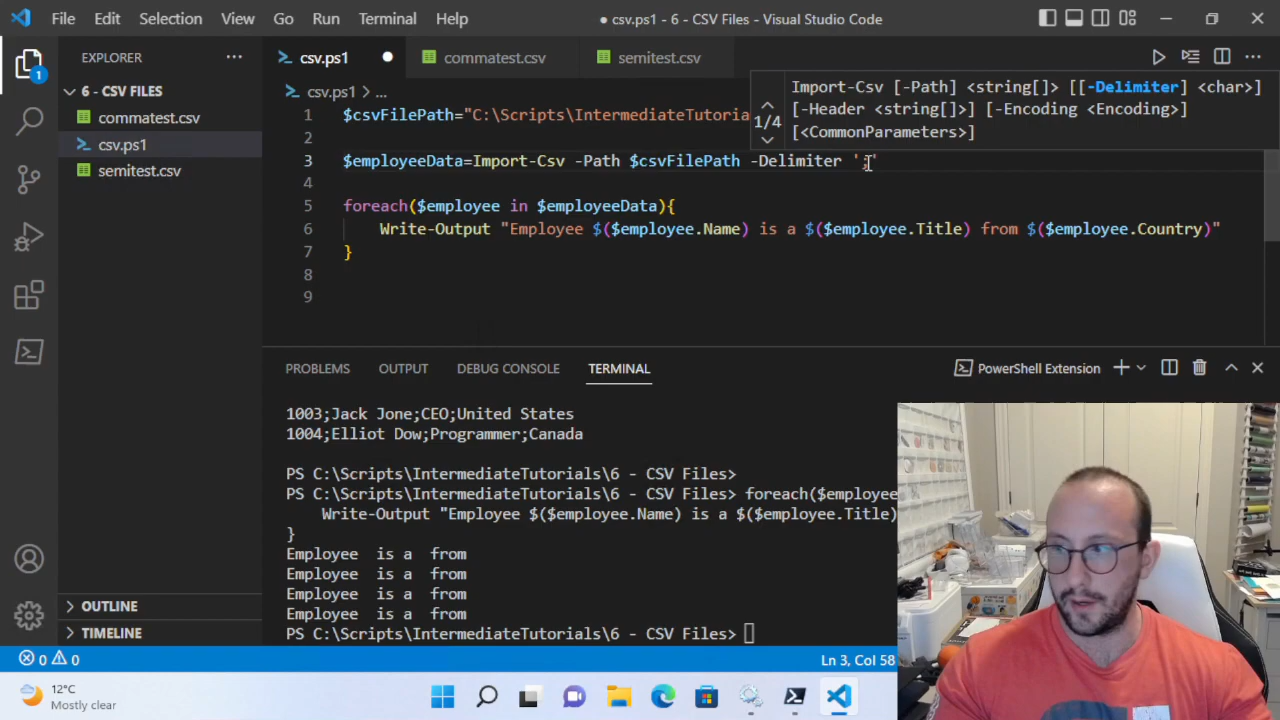 File Edit Selection View Go Run Terminal Help
● csv.ps1 - 6 - CSV Files - Visual Studio Code
EXPLORER
csv.ps1
commatest.csv
semitest.csv
6 - CSV FILES
commatest.csv
csv.ps1
semitest.csv
OUTLINE
TIMELINE
csv.ps1 > ...
1 $csvFilePath="C:\Scripts\IntermediateTutoria
2
3 $employeeData=Import-Csv -Path $csvFilePath -Delimiter ';'
4
5 foreach($employee in $employeeData){
6 Write-Output "Employee $($employee.Name) is a $($employee.Title) from $($employee.Country)"
7 }
8
9
1/4
Import-Csv [-Path] <string[]> [[-Delimiter] <char>]
[-Header <string[]>] [-Encoding <Encoding>]
[<CommonParameters>]
PROBLEMS OUTPUT DEBUG CONSOLE TERMINAL
PowerShell Extension
1003;Jack Jone;CEO;United States
1004;Elliot Dow;Programmer;Canada
PS C:\Scripts\IntermediateTutorials\6 - CSV Files>
PS C:\Scripts\IntermediateTutorials\6 - CSV Files> foreach($employee
Write-Output "Employee $($employee.Name) is a $($employee.Title)
}
Employee is a from
Employee is a from
Employee is a from
Employee is a from
PS C:\Scripts\IntermediateTutorials\6 - CSV Files>
1
0 0
Ln 3, Col 58
12°C
Mostly clear